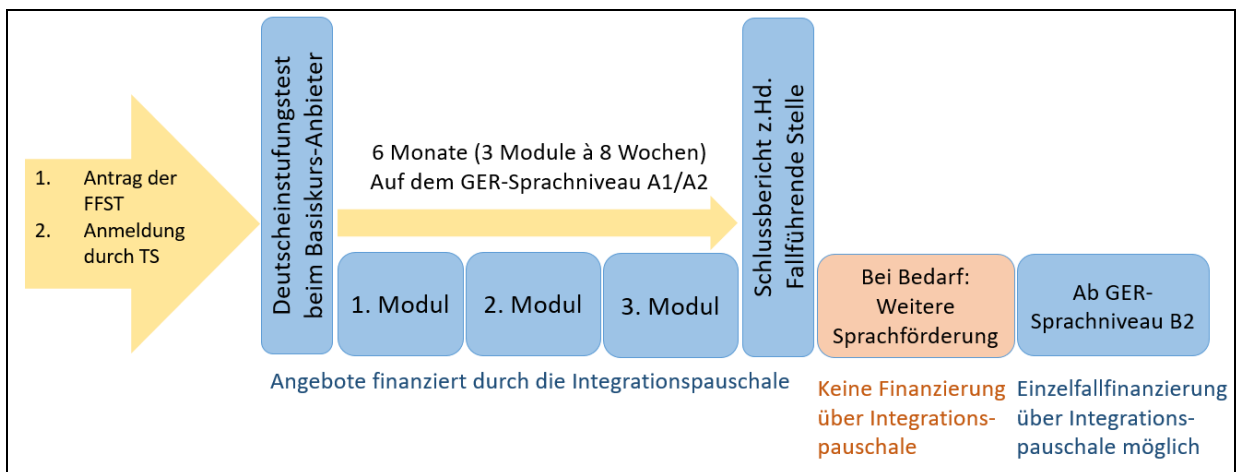 1. Antrag der
FFST
2. Anmeldung
durch TS
Deutscheinstufungstest
beim Basiskurs-Anbieter
6 Monate (3 Module à 8 Wochen)
Auf dem GER-Sprachniveau A1/A2
1. Modul
2. Modul
3. Modul
Schlussbericht z.Hd.
Fallführende Stelle
Bei Bedarf:
Weitere
Sprachförderung
Ab GER-
Sprachniveau B2
Angebote finanziert durch die Integrationspauschale
Keine Finanzierung
über Integrations-
pauschale
Einzelfallfinanzierung
über Integrations-
pauschale möglich